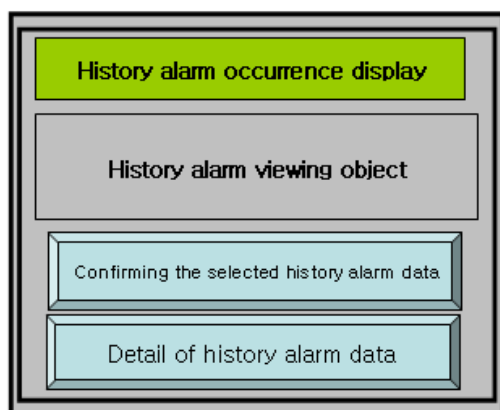 History alarm occurrence display
History alarm viewing object
Confirming the selected history alarm data
Detail of history alarm data